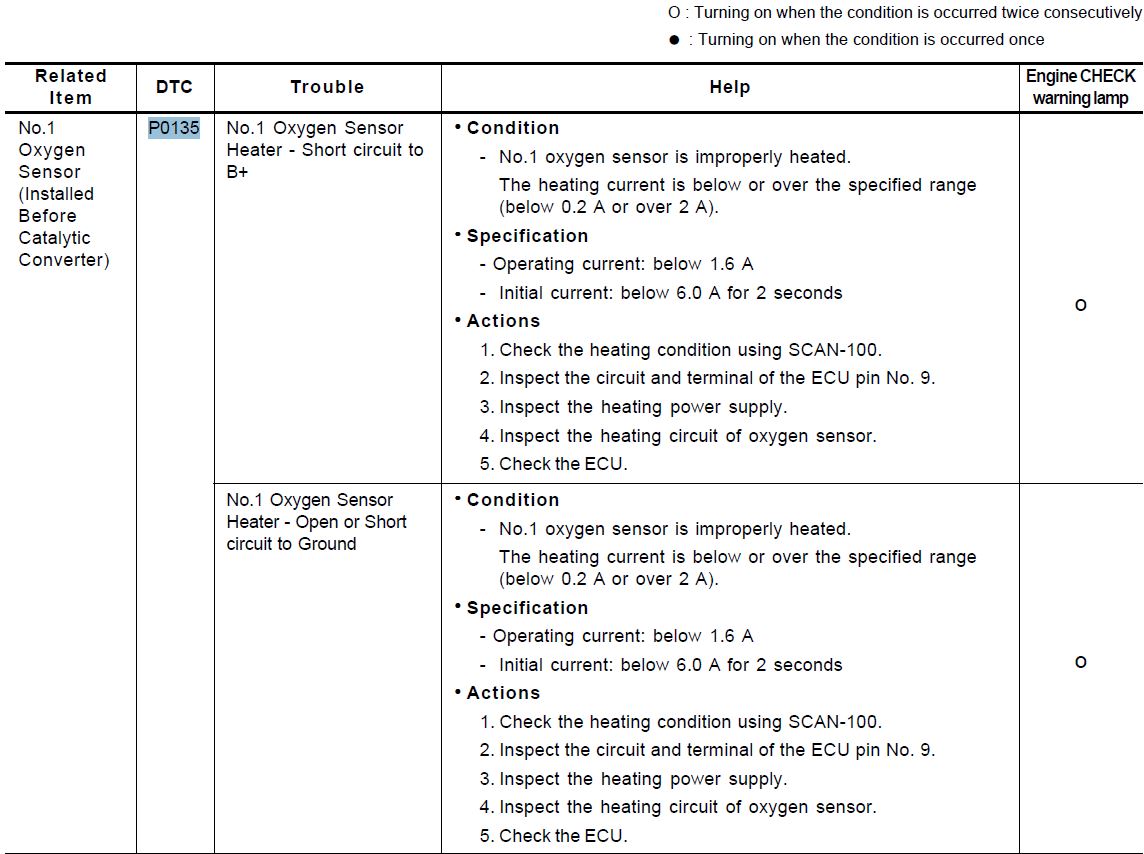 O : Turning on when the condition is occurred twice consecutively
● : Turning on when the condition is occurred once
Related Item
DTC
Trouble
Help
Engine CHECK warning lamp
No.1
Oxygen
Sensor
(Installed
Before
Catalytic
Converter)
P0135
No.1 Oxygen Sensor
Heater - Short circuit to
B+
• Condition
- No.1 oxygen sensor is improperly heated.
The heating current is below or over the specified range
(below 0.2 A or over 2 A).
• Specification
- Operating current: below 1.6 A
- Initial current: below 6.0 A for 2 seconds
• Actions
1. Check the heating condition using SCAN-100.
2. Inspect the circuit and terminal of the ECU pin No. 9.
3. Inspect the heating power supply.
4. Inspect the heating circuit of oxygen sensor.
5. Check the ECU.
O
No.1 Oxygen Sensor
Heater - Open or Short
circuit to Ground
• Condition
- No.1 oxygen sensor is improperly heated.
The heating current is below or over the specified range
(below 0.2 A or over 2 A).
• Specification
- Operating current: below 1.6 A
- Initial current: below 6.0 A for 2 seconds
• Actions
1. Check the heating condition using SCAN-100.
2. Inspect the circuit and terminal of the ECU pin No. 9.
3. Inspect the heating power supply.
4. Inspect the heating circuit of oxygen sensor.
5. Check the ECU.
O